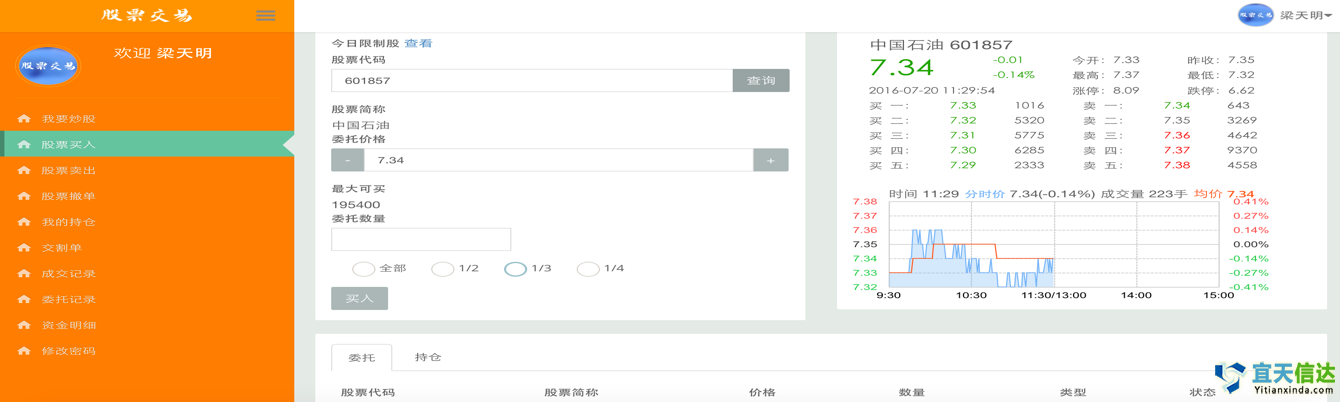 股票交易
梁天明
股票交易
欢迎 梁天明
股票交易
我要炒股
股票买入
股票卖出
股票撤单
我的持仓
交割单
成交记录
委托记录
资金明细
修改密码
今日限制股 查看
股票代码
601857 查询
股票简称
中国石油
委托价格
- 7.34 +
最大可买
195400
委托数量
全部 1/2 1/3 1/4
买入
中国石油 601857
7.34 -0.01 今开: 7.33 昨收: 7.35
-0.14% 最高: 7.37 最低: 7.32
2016-07-20 11:29:54 涨停: 8.09 跌停: 6.62
买 一: 7.33 1016 卖 一: 7.34 643
买 二: 7.32 5320 卖 二: 7.35 3269
买 三: 7.31 5775 卖 三: 7.36 4642
买 四: 7.30 6285 卖 四: 7.37 9370
买 五: 7.29 2333 卖 五: 7.38 4558
时间 11:29 分时价 7.34(-0.14%) 成交量 223手 均价 7.34
7.38 0.41%
7.37 0.27%
7.36 0.14%
7.35 0.00%
7.34 -0.14%
7.33 -0.27%
7.32 -0.41%
9:30 10:30 11:30/13:00 14:00 15:00
委托 持仓
股票代码 股票简称 价格 数量 类型 状态
宜天信达
Yitianxinda.com